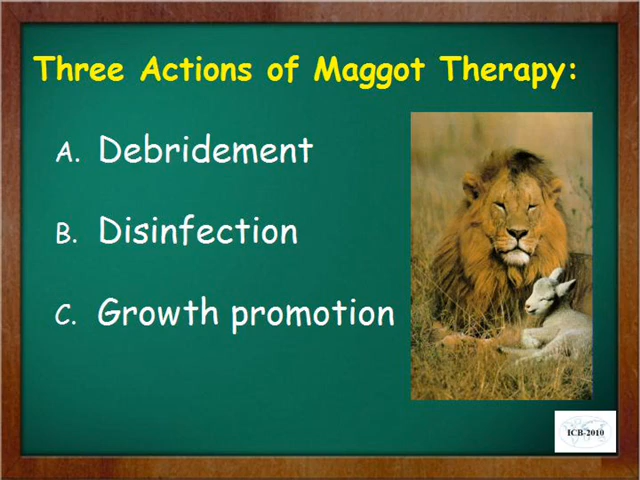 Three Actions of Maggot Therapy:
A. Debridement
B. Disinfection
C. Growth promotion
ICB-2010